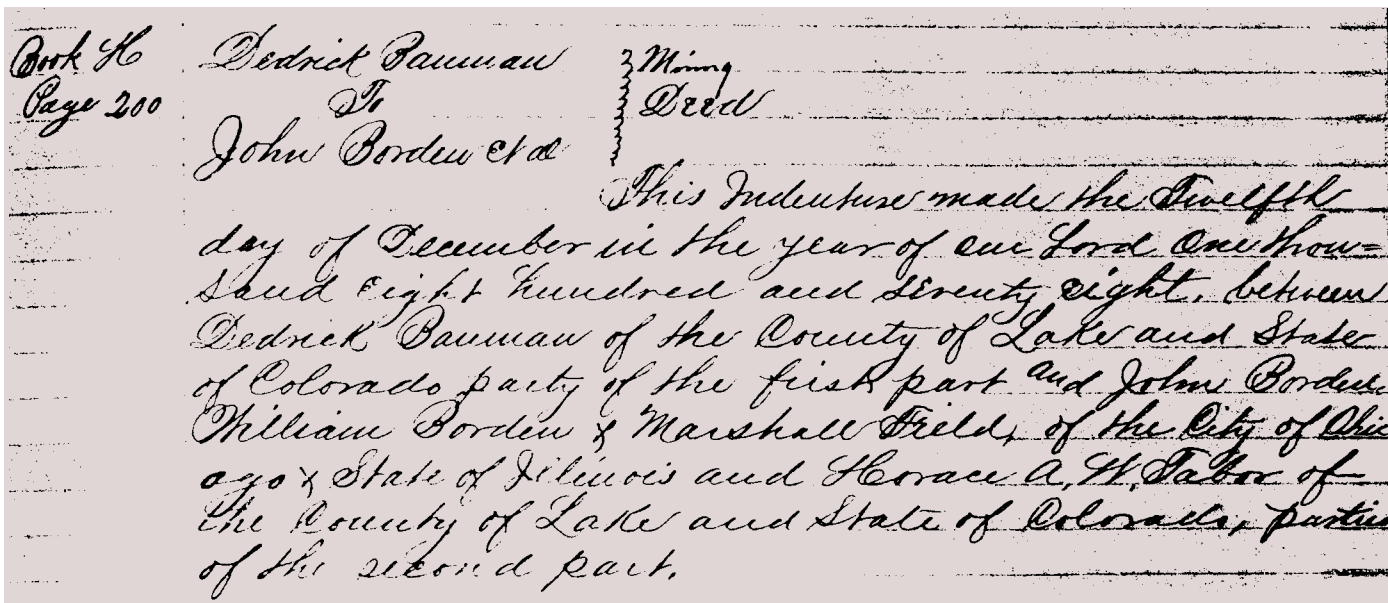 Book H
Page 200
Dedrick Bauman
To
John Borden et al
Mining
Deed
This Indenture made the Twelfth
day of December in the year of our Lord One thou=
sand eight hundred and seventy eight, between
Dedrick Bauman of the County of Lake and State
of Colorado party of the first part and John Borden
William Borden & Marshall Field, of the City of Chic
ago & State of Illinois and Horace A, W, Tabor of
the County of Lake and State of Colorado, parties
of the second part.